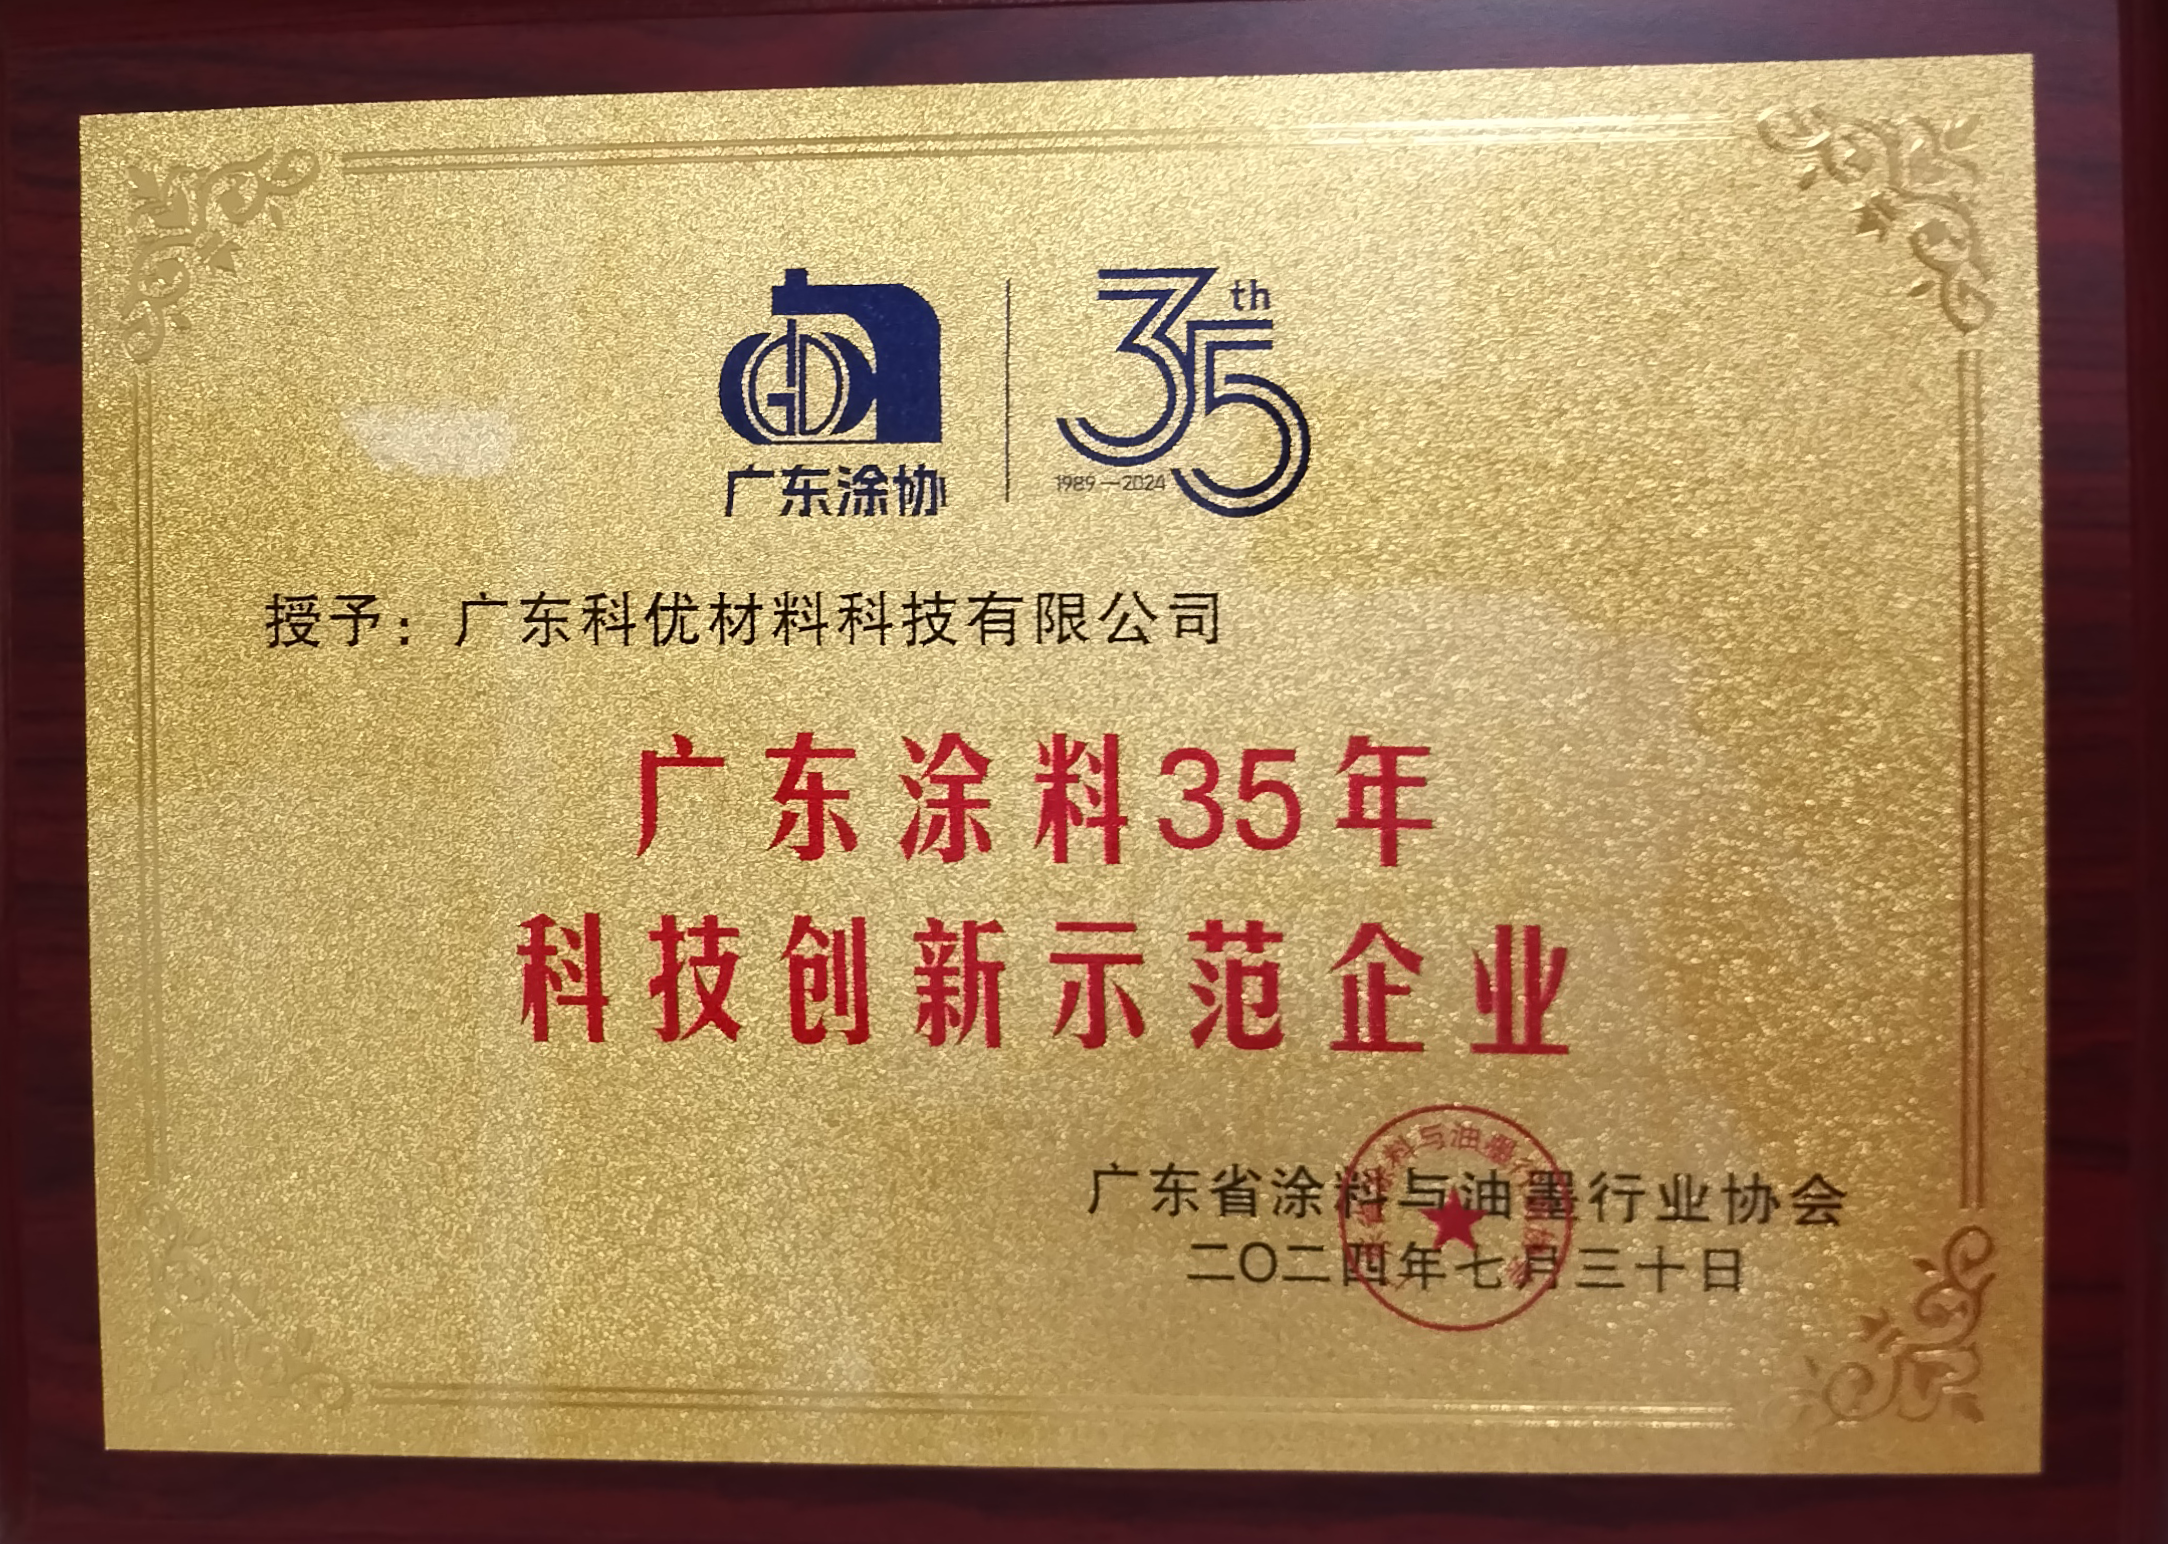 GD
广东涂协
35th
1989—2024
授予：广东科优材料科技有限公司
广东涂料35年
科技创新示范企业
广东省涂料与油墨行业协会
二〇二四年七月三十日